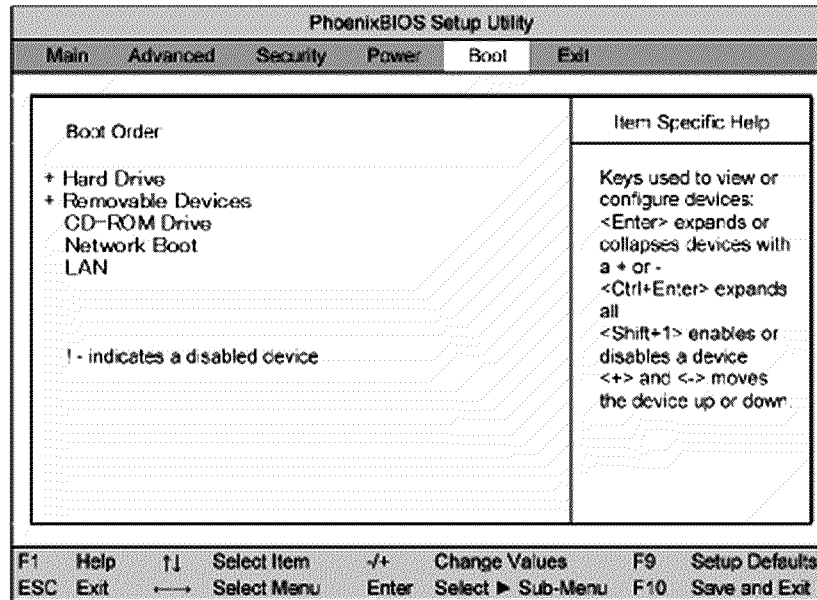 PhoenixBIOS Setup Utility
Main Advanced Security Power Boot Exit
Boot Order
+ Hard Drive
+ Removable Devices
CD-ROM Drive
Network Boot
LAN
! - indicates a disabled device
Item Specific Help
Keys used to view or
configure devices:
<Enter> expands or
collapses devices with
a + or -
<Ctrl+Enter> expands
all
<Shift+1> enables or
disables a device
<+> and <-> moves
the device up or down.
F1 Help ↑↓ Select Item -/+ Change Values F9 Setup Defaults
ESC Exit ←→ Select Menu Enter Select ▶ Sub-Menu F10 Save and Exit